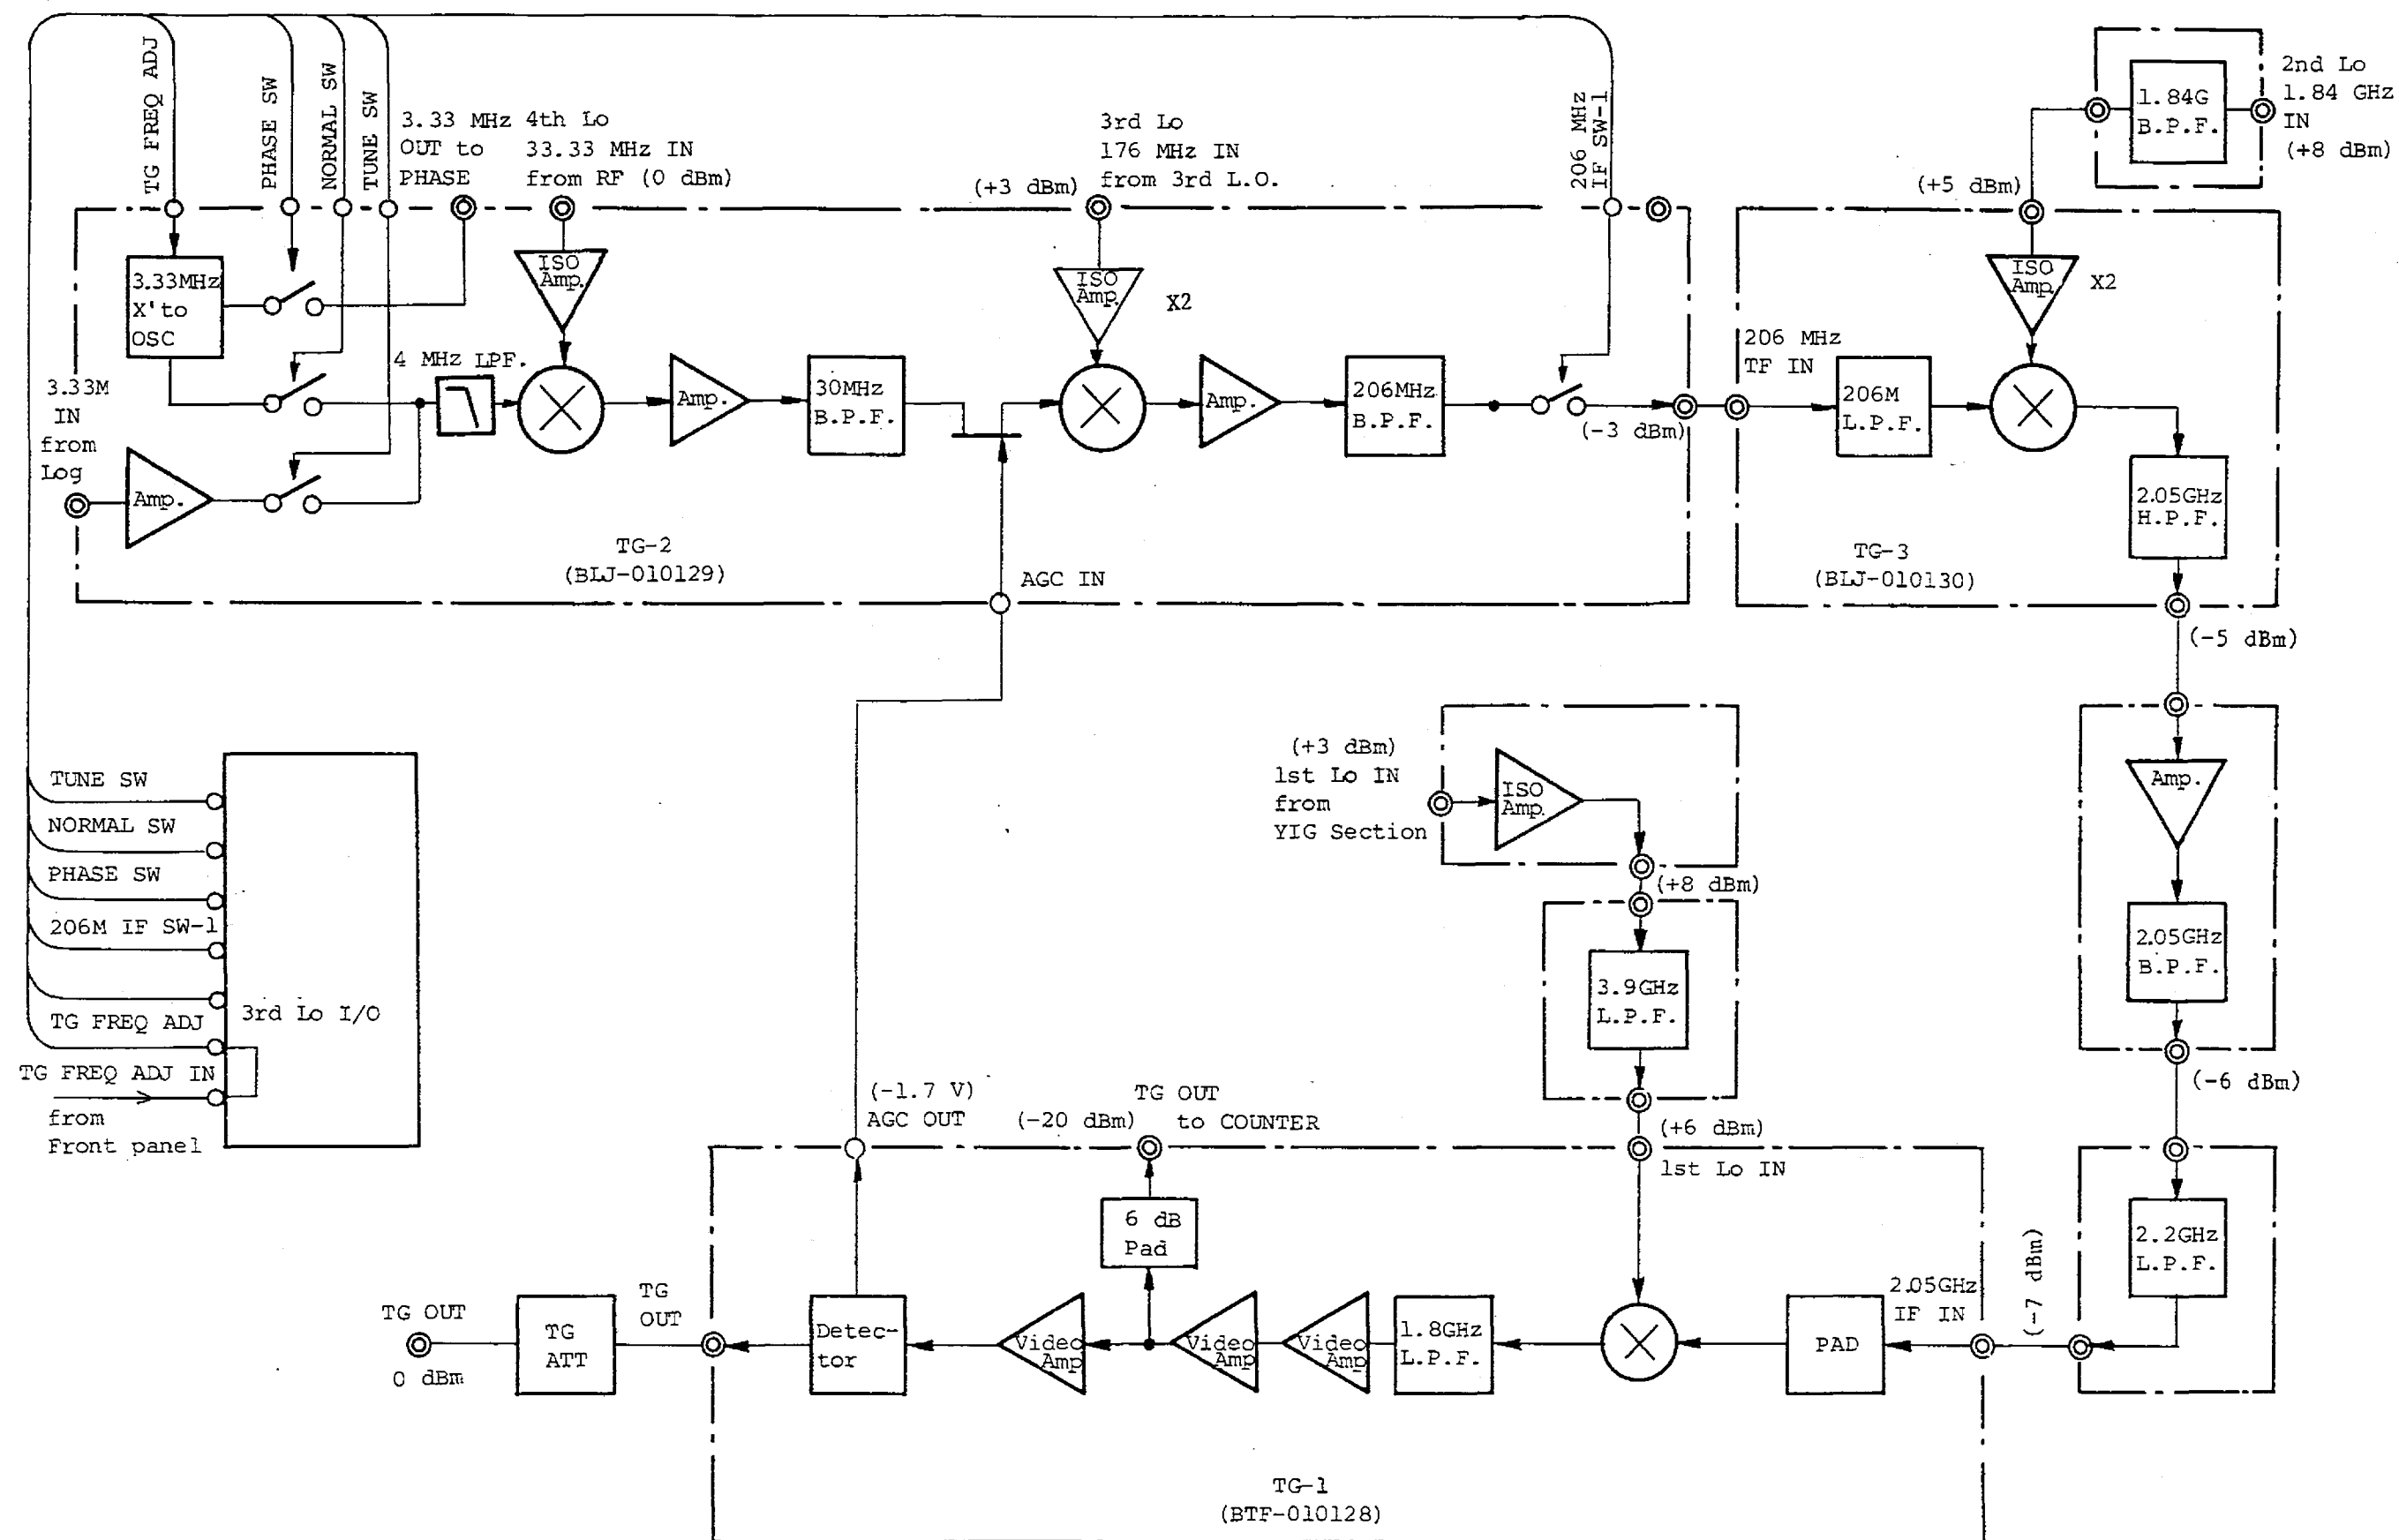 TG FREQ ADJ
PHASE SW
NORMAL SW
TUNE SW
3.33 MHz
OUT to
PHASE
4th Lo
33.33 MHz IN
from RF (0 dBm)
(+3 dBm)
3rd Lo
176 MHz IN
from 3rd L.O.
206 MHz
IF SW-1
1.84G
B.P.F.
2nd Lo
1.84 GHz
IN
(+8 dBm)
(+5 dBm)
3.33MHz
X'to
OSC
ISO
Amp.
ISO
Amp.
X2
ISO
Amp.
X2
3.33M
IN
from
Log
4 MHz LPF.
Amp.
30MHz
B.P.F.
Amp.
206MHz
B.P.F.
(-3 dBm)
206 MHz
TF IN
206M
L.P.F.
Amp.
2.05GHz
H.P.F.
TG-2
(BLJ-010129)
AGC IN
TG-3
(BLJ-010130)
(-5 dBm)
TUNE SW
NORMAL SW
PHASE SW
206M IF SW-1
TG FREQ ADJ
TG FREQ ADJ IN
from
Front panel
3rd Lo I/O
(+3 dBm)
1st Lo IN
from
YIG Section
ISO
Amp.
(+8 dBm)
3.9GHz
L.P.F.
Amp.
2.05GHz
B.P.F.
(-6 dBm)
(-1.7 V)
AGC OUT
(-20 dBm)
TG OUT
to COUNTER
(+6 dBm)
1st Lo IN
6 dB
Pad
2.2GHz
L.P.F.
(-7 dBm)
TG OUT
0 dBm
TG
ATT
TG
OUT
Detec-
tor
Video
Amp
Video
Amp
Video
Amp
1.8GHz
L.P.F.
PAD
2.05GHz
IF IN
TG-1
(BTF-010128)